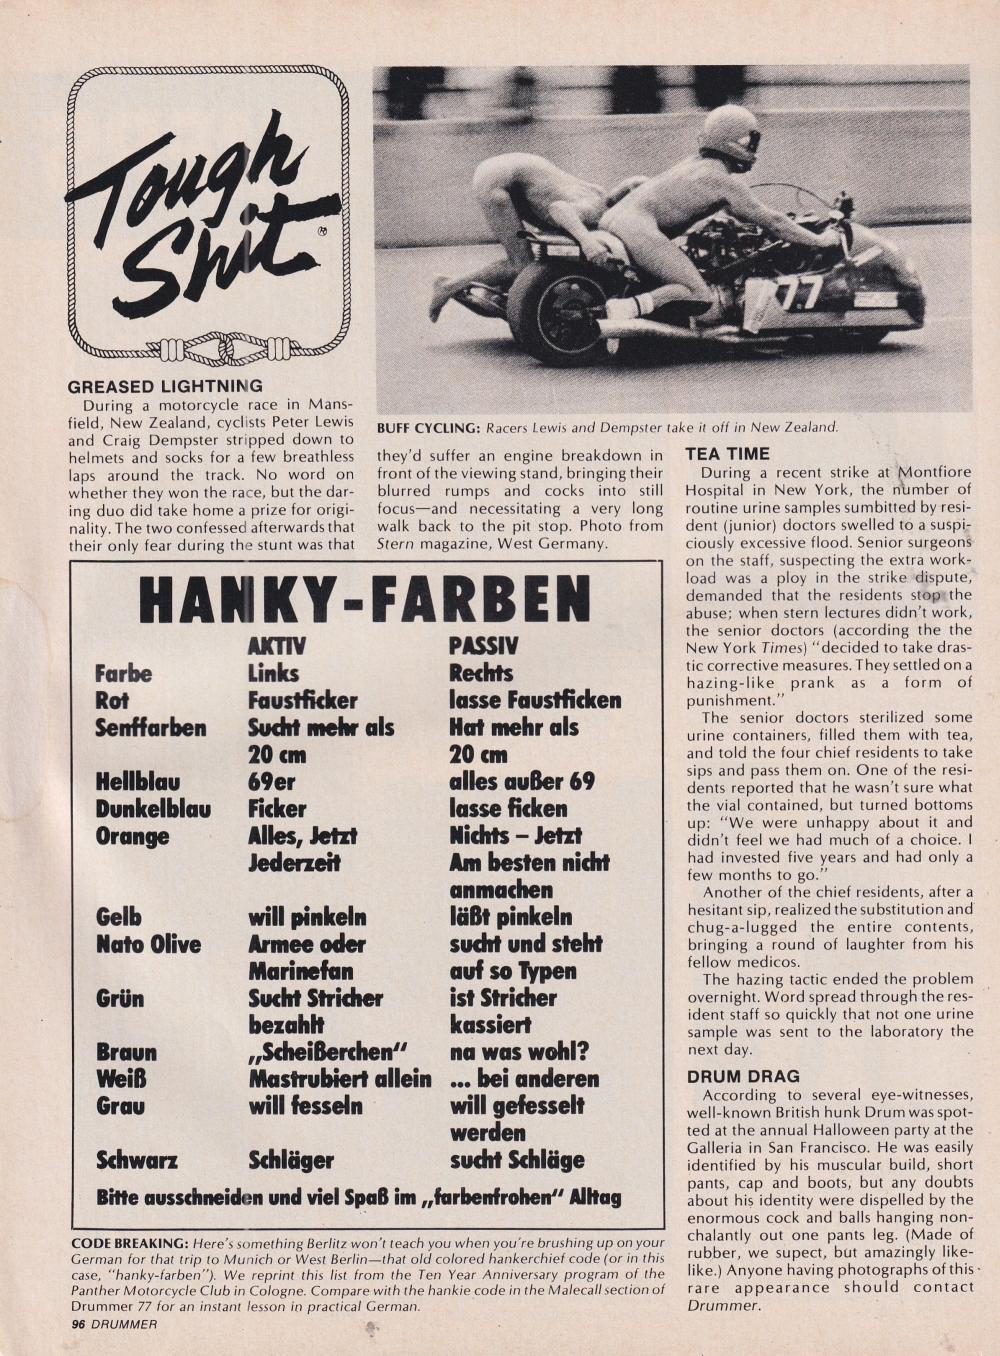 Tough
Shit
®
77
GREASED LIGHTNING
During a motorcycle race in Mans-
field, New Zealand, cyclists Peter Lewis
and Craig Dempster stripped down to
helmets and socks for a few breathless
laps around the track. No word on
whether they won the race, but the dar-
ing duo did take home a prize for origi-
nality. The two confessed afterwards that
their only fear during the stunt was that
BUFF CYCLING: Racers Lewis and Dempster take it off in New Zealand.
they'd suffer an engine breakdown in
front of the viewing stand, bringing their
blurred rumps and cocks into still
focus—and necessitating a very long
walk back to the pit stop. Photo from
Stern magazine, West Germany.
HANKY-FARBEN
AKTIV PASSIV
Farbe Links Rechts
Rot Faustficker lasse Faustficken
Senffarben Sucht mehr als Hat mehr als
20 cm 20 cm
Hellblau 69er alles außer 69
Dunkelblau Ficker lasse ficken
Orange Alles, Jetzt Nichts – Jetzt
Jederzeit Am besten nicht
anmachen
Gelb will pinkeln läßt pinkeln
Nato Olive Armee oder sucht und steht
Marinefan auf so Typen
Grün Sucht Stricher ist Stricher
bezahlt kassiert
Braun „Scheißerchen“ na was wohl?
Weiß Mastrubiert allein ... bei anderen
Grau will fesseln will gefesselt
werden
Schwarz Schläger sucht Schläge
Bitte ausschneiden und viel Spaß im „farbenfrohen“ Alltag
CODE BREAKING: Here's something Berlitz won't teach you when you're brushing up on your
German for that trip to Munich or West Berlin—that old colored hankerchief code (or in this
case, "hanky-farben"). We reprint this list from the Ten Year Anniversary program of the
Panther Motorcycle Club in Cologne. Compare with the hankie code in the Malecall section of
Drummer 77 for an instant lesson in practical German.
TEA TIME
During a recent strike at Montfiore
Hospital in New York, the number of
routine urine samples sumbitted by resi-
dent (junior) doctors swelled to a suspi-
ciously excessive flood. Senior surgeons
on the staff, suspecting the extra work-
load was a ploy in the strike dispute,
demanded that the residents stop the
abuse; when stern lectures didn't work,
the senior doctors (according the the
New York Times) "decided to take dras-
tic corrective measures. They settled on a
hazing-like prank as a form of
punishment."
The senior doctors sterilized some
urine containers, filled them with tea,
and told the four chief residents to take
sips and pass them on. One of the resi-
dents reported that he wasn't sure what
the vial contained, but turned bottoms
up: "We were unhappy about it and
didn't feel we had much of a choice. I
had invested five years and had only a
few months to go."
Another of the chief residents, after a
hesitant sip, realized the substitution and
chug-a-lugged the entire contents,
bringing a round of laughter from his
fellow medicos.
The hazing tactic ended the problem
overnight. Word spread through the res-
ident staff so quickly that not one urine
sample was sent to the laboratory the
next day.
DRUM DRAG
According to several eye-witnesses,
well-known British hunk Drum was spot-
ted at the annual Halloween party at the
Galleria in San Francisco. He was easily
identified by his muscular build, short
pants, cap and boots, but any doubts
about his identity were dispelled by the
enormous cock and balls hanging non-
chalantly out one pants leg. (Made of
rubber, we supect, but amazingly like-
like.) Anyone having photographs of this
rare appearance should contact
Drummer.
96 DRUMMER